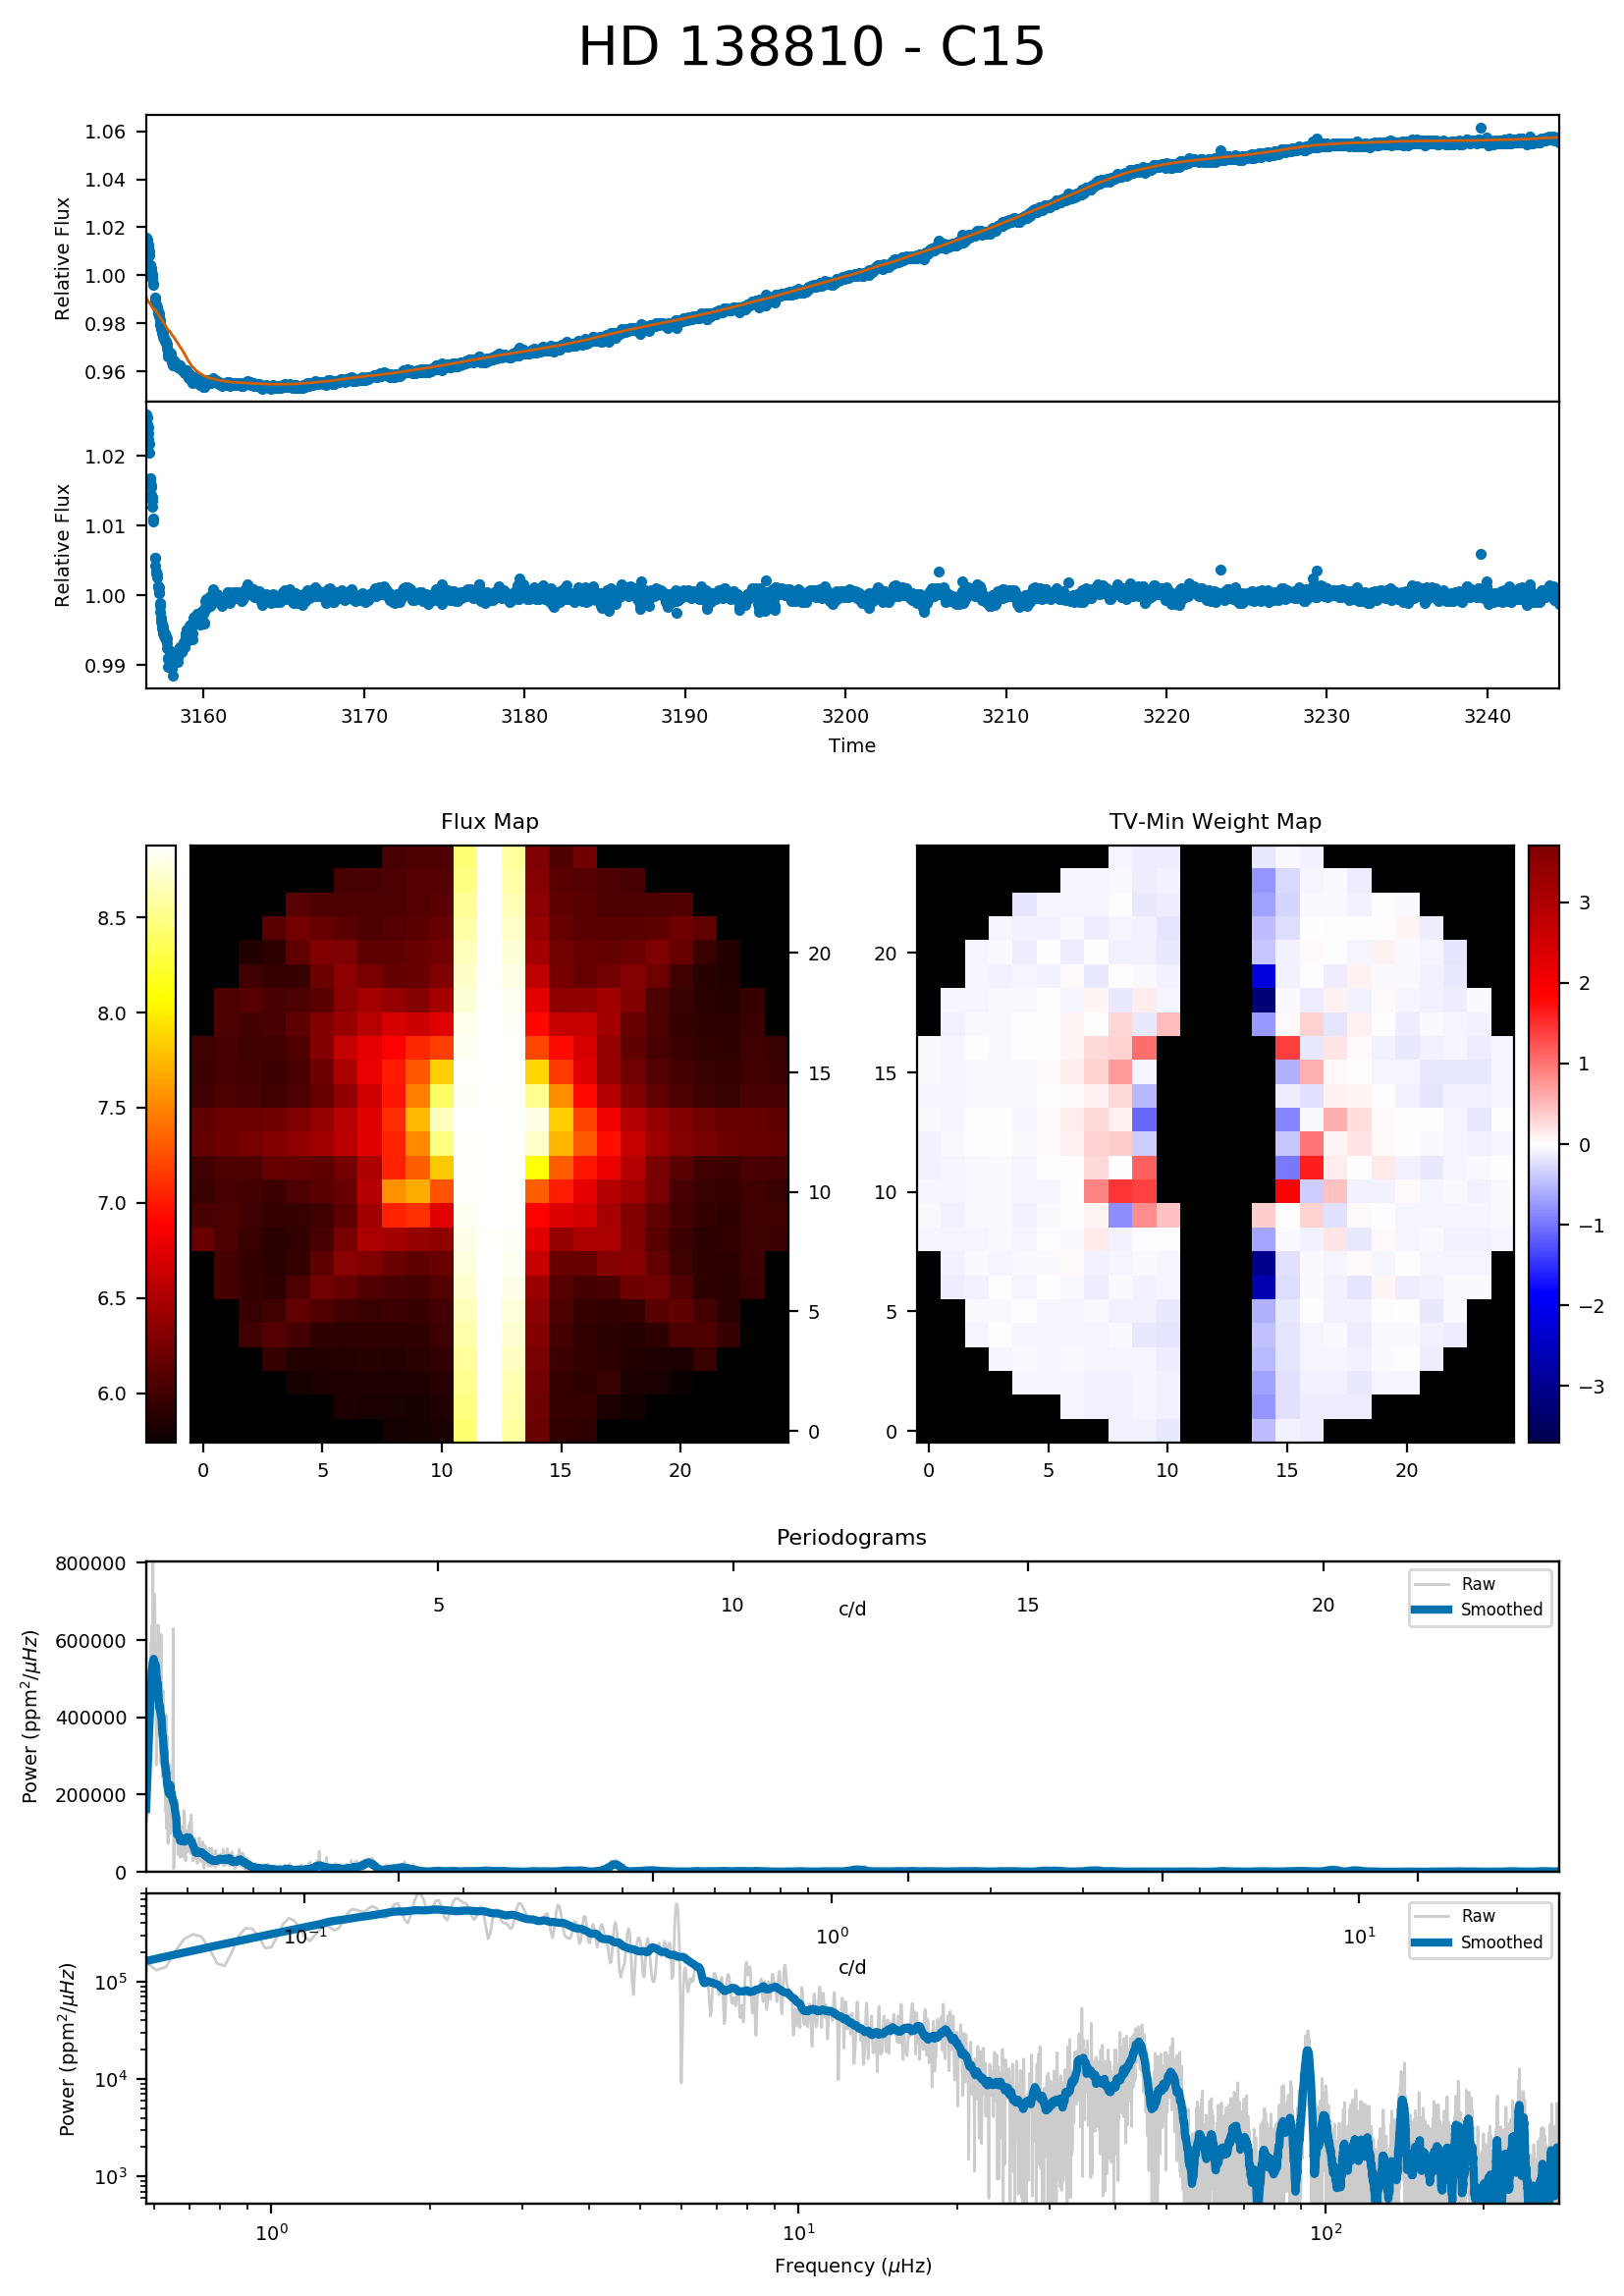 HD 138810 - C15
1.06
1.04
1.02
1.00
0.98
0.96
Relative Flux
1.02
1.01
1.00
0.99
Relative Flux
3160 3170 3180 3190 3200 3210 3220 3230 3240
Time
Flux Map
8.5
8.0
7.5
7.0
6.5
6.0
20
15
10
5
0
0 5 10 15 20
TV-Min Weight Map
20
15
10
5
0
0 5 10 15 20
3
2
1
0
−1
−2
−3
Periodograms
800000
600000
400000
200000
0
Power (ppm²/μHz)
5 10 15 20
c/d
Raw
Smoothed
10⁵
10⁴
10³
Power (ppm²/μHz)
10⁻¹ 10⁰ 10¹
c/d
Raw
Smoothed
10⁰ 10¹ 10²
Frequency (μHz)